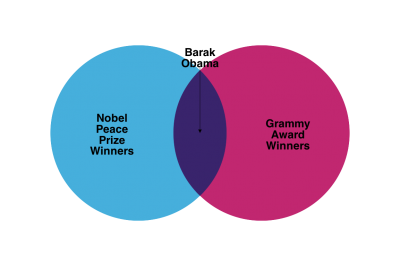 Barak
Obama
Nobel
Peace
Prize
Winners
Grammy
Award
Winners